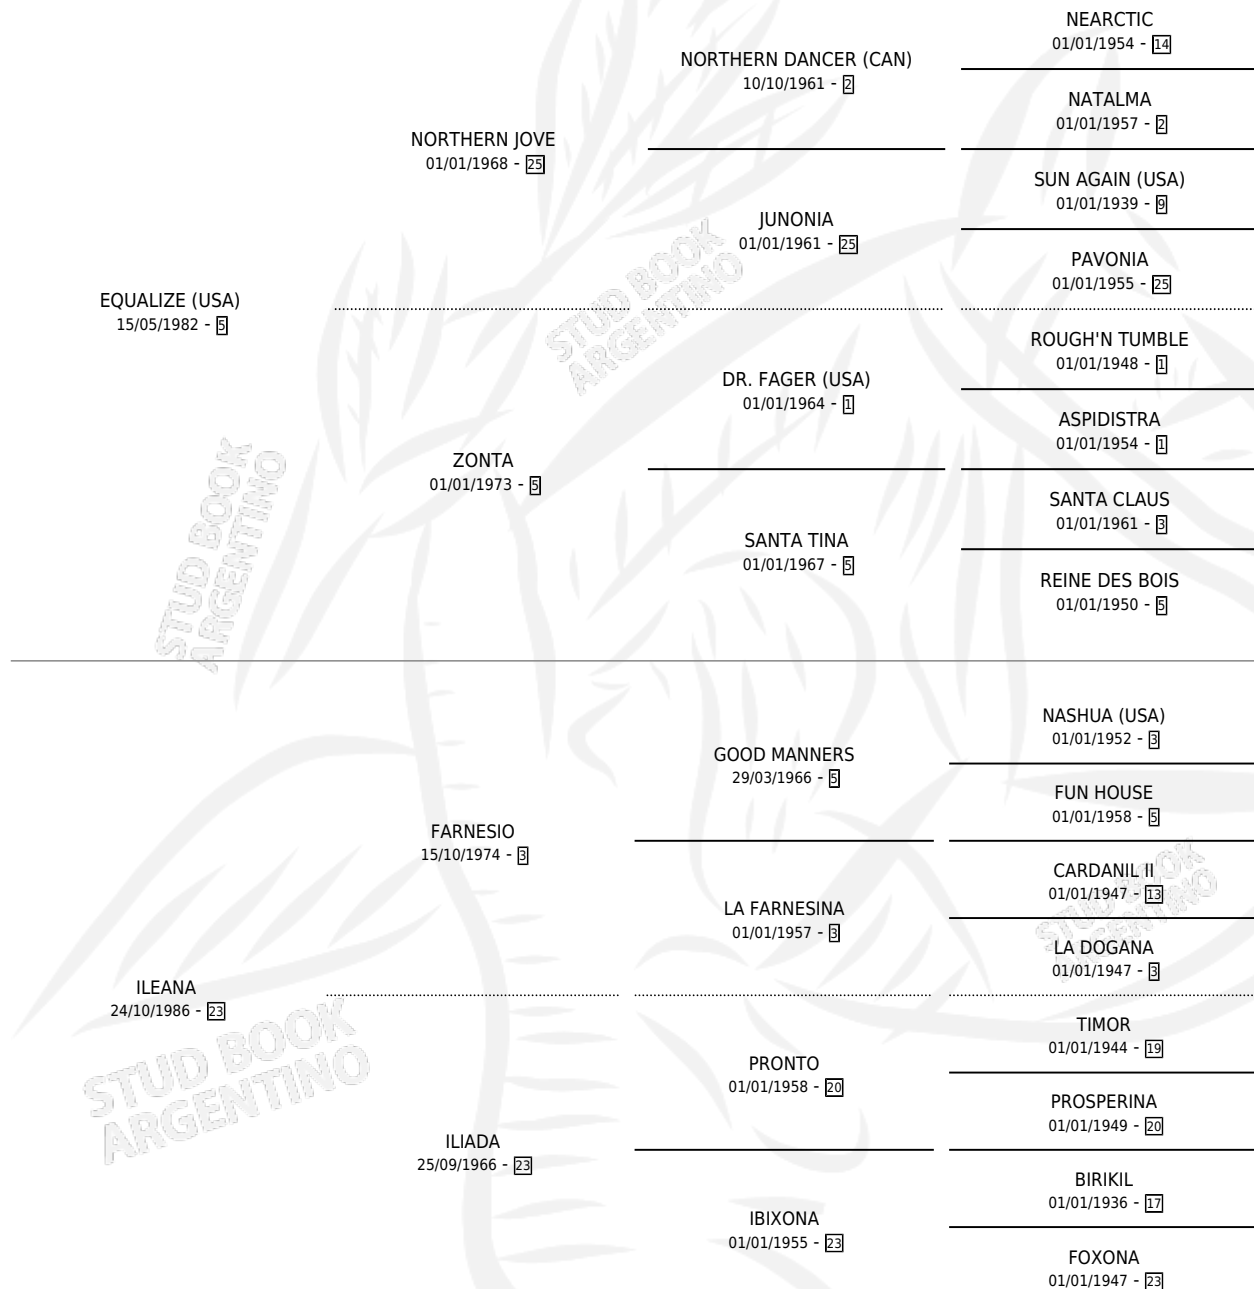 NEARCTIC
01/01/1954 - 14
NORTHERN DANCER (CAN)
10/10/1961 - 2
NATALMA
01/01/1957 - 2
NORTHERN JOVE
01/01/1968 - 25
SUN AGAIN (USA)
01/01/1939 - 9
JUNONIA
01/01/1961 - 25
PAVONIA
01/01/1955 - 25
EQUALIZE (USA)
15/05/1982 - 5
STUD BOOK
ARGENTINO
ROUGH'N TUMBLE
01/01/1948 - 1
DR. FAGER (USA)
01/01/1964 - 1
ASPIDISTRA
01/01/1954 - 1
ZONTA
01/01/1973 - 5
SANTA CLAUS
01/01/1961 - 3
SANTA TINA
01/01/1967 - 5
REINE DES BOIS
01/01/1950 - 5
STUD BOOK
ARGENTINO
NASHUA (USA)
01/01/1952 - 3
GOOD MANNERS
29/03/1966 - 5
FUN HOUSE
01/01/1958 - 5
FARNESIO
15/10/1974 - 3
CARDANIL II
01/01/1947 - 13
LA FARNESINA
01/01/1957 - 3
LA DOGANA
01/01/1947 - 3
STUD BOOK
ARGENTINO
ILEANA
24/10/1986 - 23
STUD BOOK
ARGENTINO
TIMOR
01/01/1944 - 19
PRONTO
01/01/1958 - 20
PROSPERINA
01/01/1949 - 20
ILIADA
25/09/1966 - 23
BIRIKIL
01/01/1936 - 17
IBIXONA
01/01/1955 - 23
FOXONA
01/01/1947 - 23